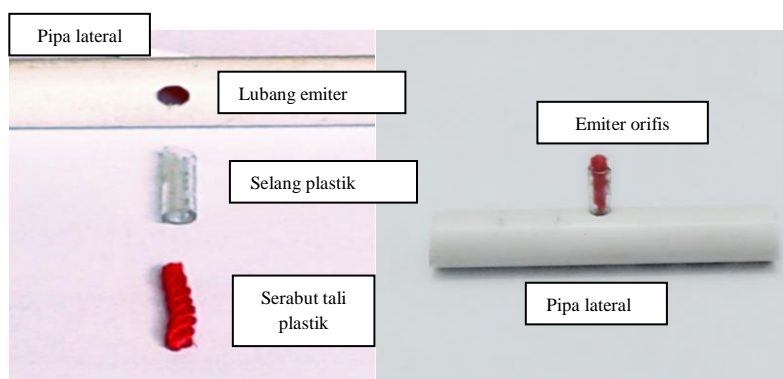 Pipa lateral
Lubang emiter
Selang plastik
Serabut tali
plastik
Emiter orifis
Pipa lateral